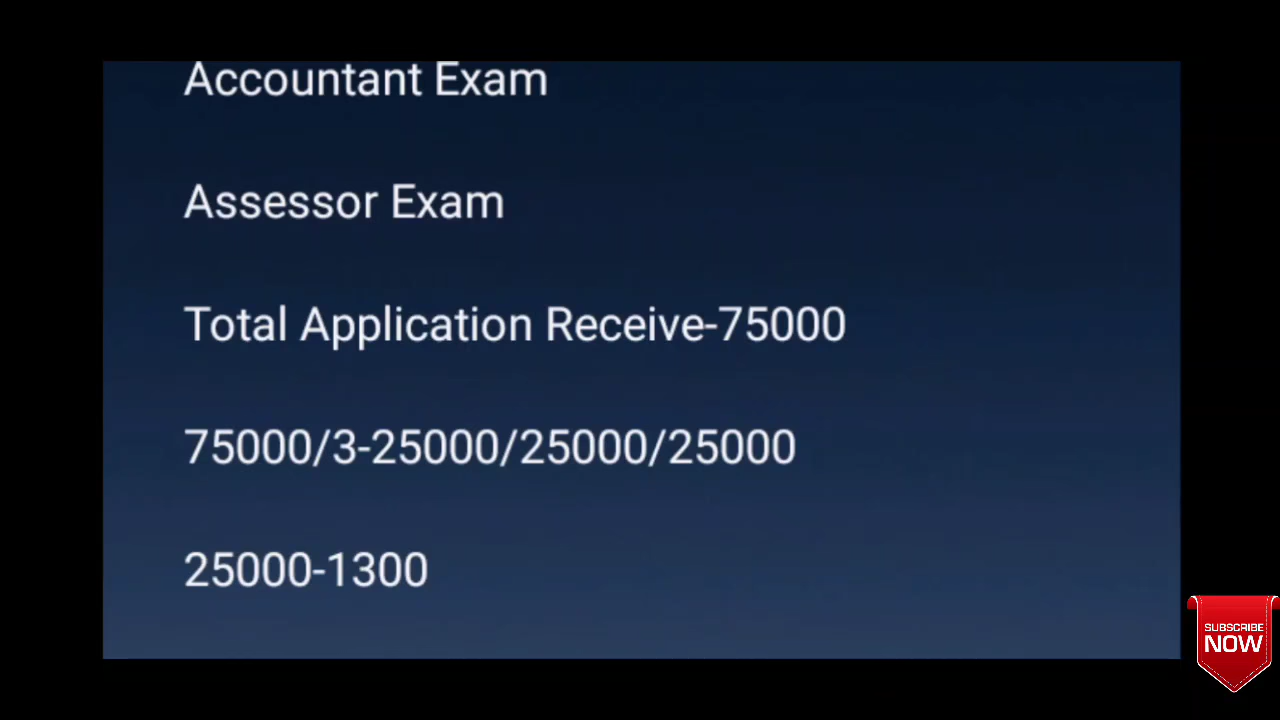 Accountant Exam
Assessor Exam
Total Application Receive-75000
75000/3-25000/25000/25000
25000-1300
SUBSCRIBE
NOW